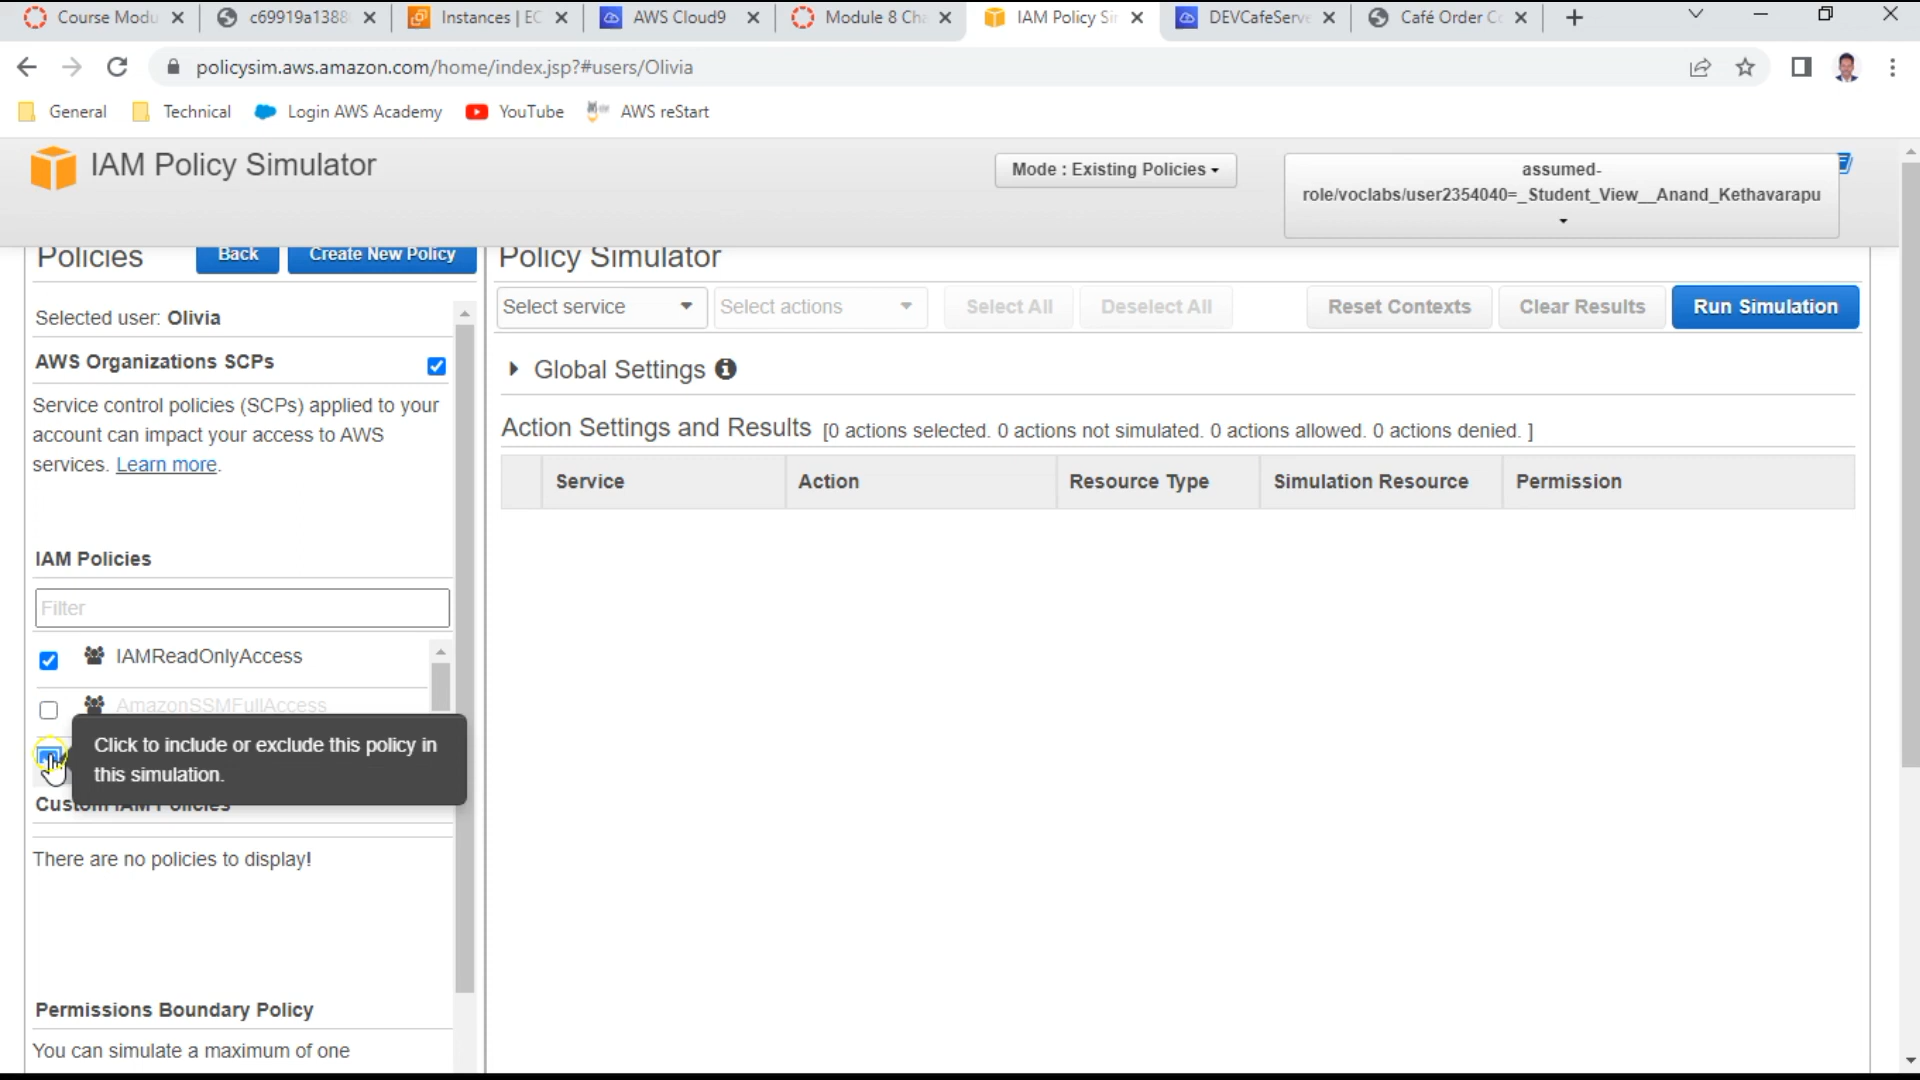 Course Modu
c69919a1388
Instances | EC
AWS Cloud9
Module 8 Cha
IAM Policy Sir
DEVCafeServe
Café Order Co
policysim.aws.amazon.com/home/index.jsp?#users/Olivia
General
Technical
Login AWS Academy
YouTube
AWS reStart
IAM Policy Simulator
Mode : Existing Policies
assumed-
role/voclabs/user2354040=_Student_View__Anand_Kethavarapu
Policies
Back
Create New Policy
Policy Simulator
Selected user: Olivia
Select service
Select actions
Select All
Deselect All
Reset Contexts
Clear Results
Run Simulation
AWS Organizations SCPs
Global Settings
Service control policies (SCPs) applied to your
account can impact your access to AWS
services. Learn more.
Action Settings and Results [0 actions selected. 0 actions not simulated. 0 actions allowed. 0 actions denied. ]
Service
Action
Resource Type
Simulation Resource
Permission
IAM Policies
Filter
IAMReadOnlyAccess
AmazonSSMFullAccess
Click to include or exclude this policy in
this simulation.
Custom IAM Policies
There are no policies to display!
Permissions Boundary Policy
You can simulate a maximum of one